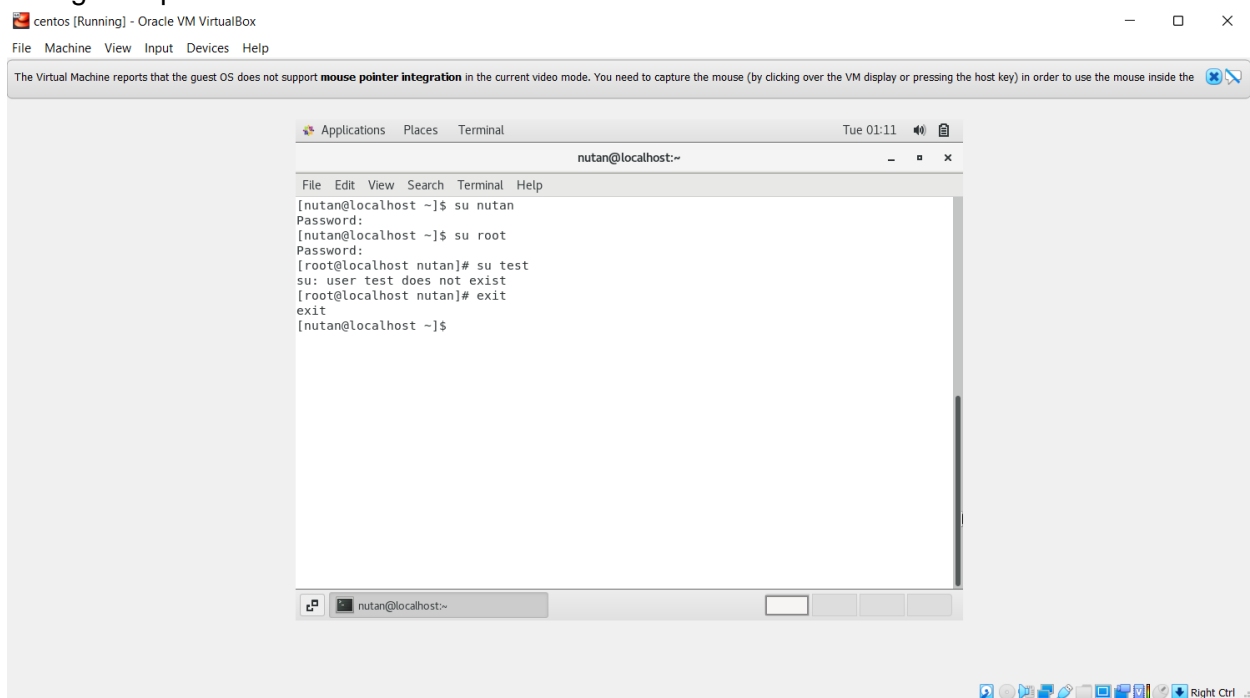 centos [Running] - Oracle VM VirtualBox
File Machine View Input Devices Help
The Virtual Machine reports that the guest OS does not support mouse pointer integration in the current video mode. You need to capture the mouse (by clicking over the VM display or pressing the host key) in order to use the mouse inside the
Applications Places Terminal Tue 01:11
nutan@localhost:~
File Edit View Search Terminal Help
[nutan@localhost ~]$ su nutan
Password:
[nutan@localhost ~]$ su root
Password:
[root@localhost nutan]# su test
su: user test does not exist
[root@localhost nutan]# exit
exit
[nutan@localhost ~]$
nutan@localhost:~
Right Ctrl